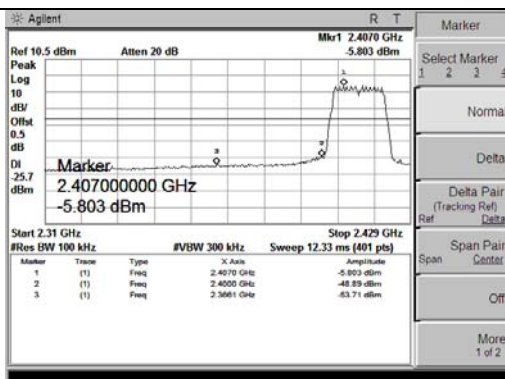 Agilent
R T
Mkr1 2.4070 GHz
Ref 10.5 dBm Atten 20 dB -5.803 dBm
Peak
Log
10
dB/
Offst
0.5
dB
DI
-25.7
dBm
1
2
3
Marker
2.407000000 GHz
-5.803 dBm
Start 2.31 GHz Stop 2.429 GHz
#Res BW 100 kHz #VBW 300 kHz Sweep 12.33 ms (401 pts)
Marker Trace Type X Axis Amplitude
1 (1) Freq 2.4070 GHz -5.803 dBm
2 (1) Freq 2.4000 GHz -48.89 dBm
3 (1) Freq 2.3661 GHz -53.71 dBm
Marker
Select Marker
1 2 3 4
Normal
Delta
Delta Pair
(Tracking Ref)
Ref Delta
Span Pair
Span Center
Off
More
1 of 2